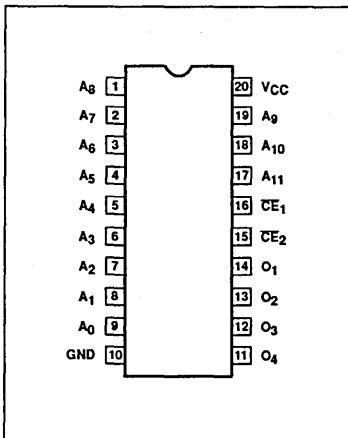 A8 1 20 VCC
A7 2 19 A9
A6 3 18 A10
A5 4 17 A11
A4 5 16 C̅E̅1
A3 6 15 C̅E̅2
A2 7 14 O1
A1 8 13 O2
A0 9 12 O3
GND 10 11 O4